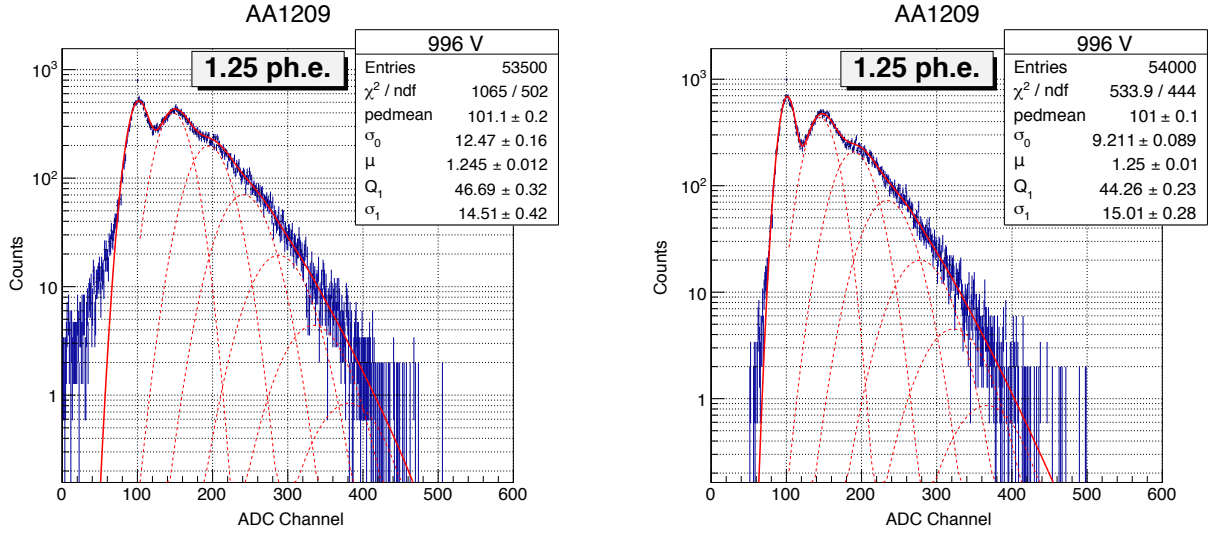 AA1209
1.25 ph.e.
996 V
Entries 53500
χ² / ndf 1065 / 502
pedmean 101.1 ± 0.2
σ₀ 12.47 ± 0.16
μ 1.245 ± 0.012
Q₁ 46.69 ± 0.32
σ₁ 14.51 ± 0.42
Counts
10³
10²
10
1
0 100 200 300 400 500 600
ADC Channel
AA1209
1.25 ph.e.
996 V
Entries 54000
χ² / ndf 533.9 / 444
pedmean 101 ± 0.1
σ₀ 9.211 ± 0.089
μ 1.25 ± 0.01
Q₁ 44.26 ± 0.23
σ₁ 15.01 ± 0.28
Counts
10³
10²
10
1
0 100 200 300 400 500 600
ADC Channel